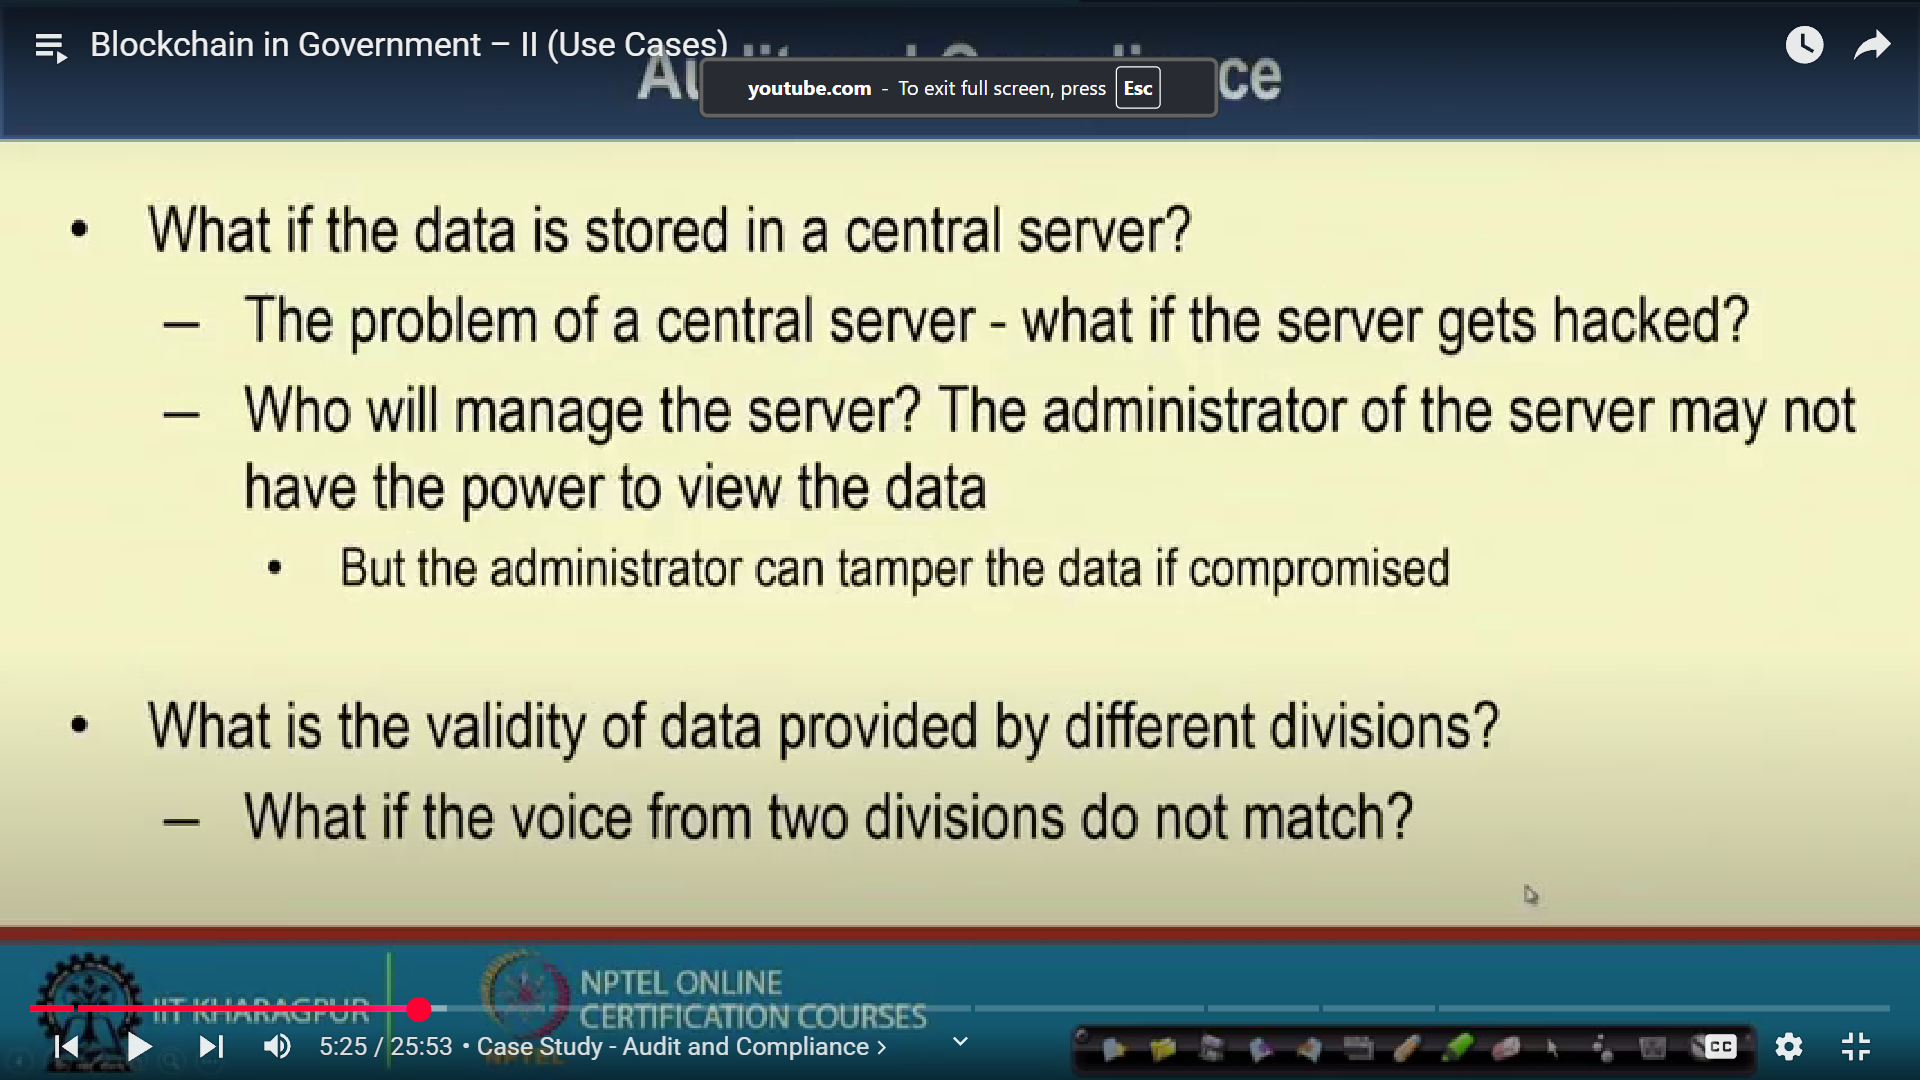 Blockchain in Government – II (Use Cases)
youtube.com - To exit full screen, press Esc
• What if the data is stored in a central server?
– The problem of a central server - what if the server gets hacked?
– Who will manage the server? The administrator of the server may not
have the power to view the data
• But the administrator can tamper the data if compromised
• What is the validity of data provided by different divisions?
– What if the voice from two divisions do not match?
IIT KHARAGPUR
NPTEL ONLINE
CERTIFICATION COURSES
NPTEL
5:25 / 25:53 • Case Study - Audit and Compliance >
CC